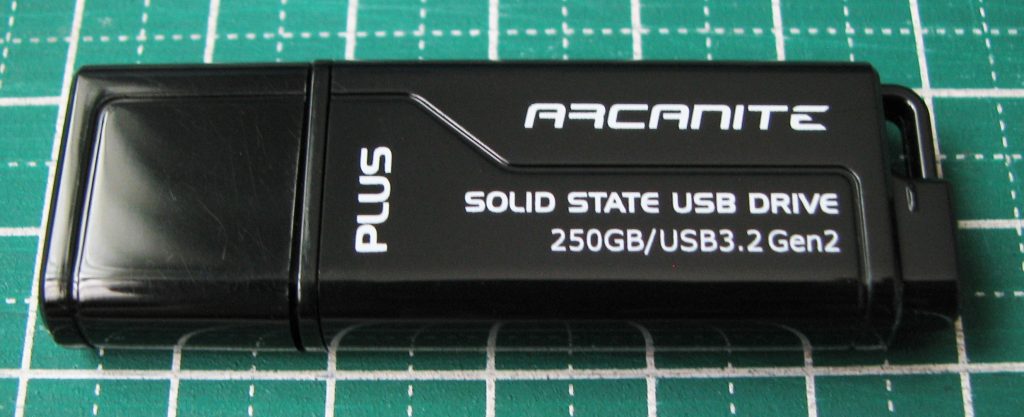 ARCANITE
PLUS
SOLID STATE USB DRIVE
250GB/USB3.2 Gen2